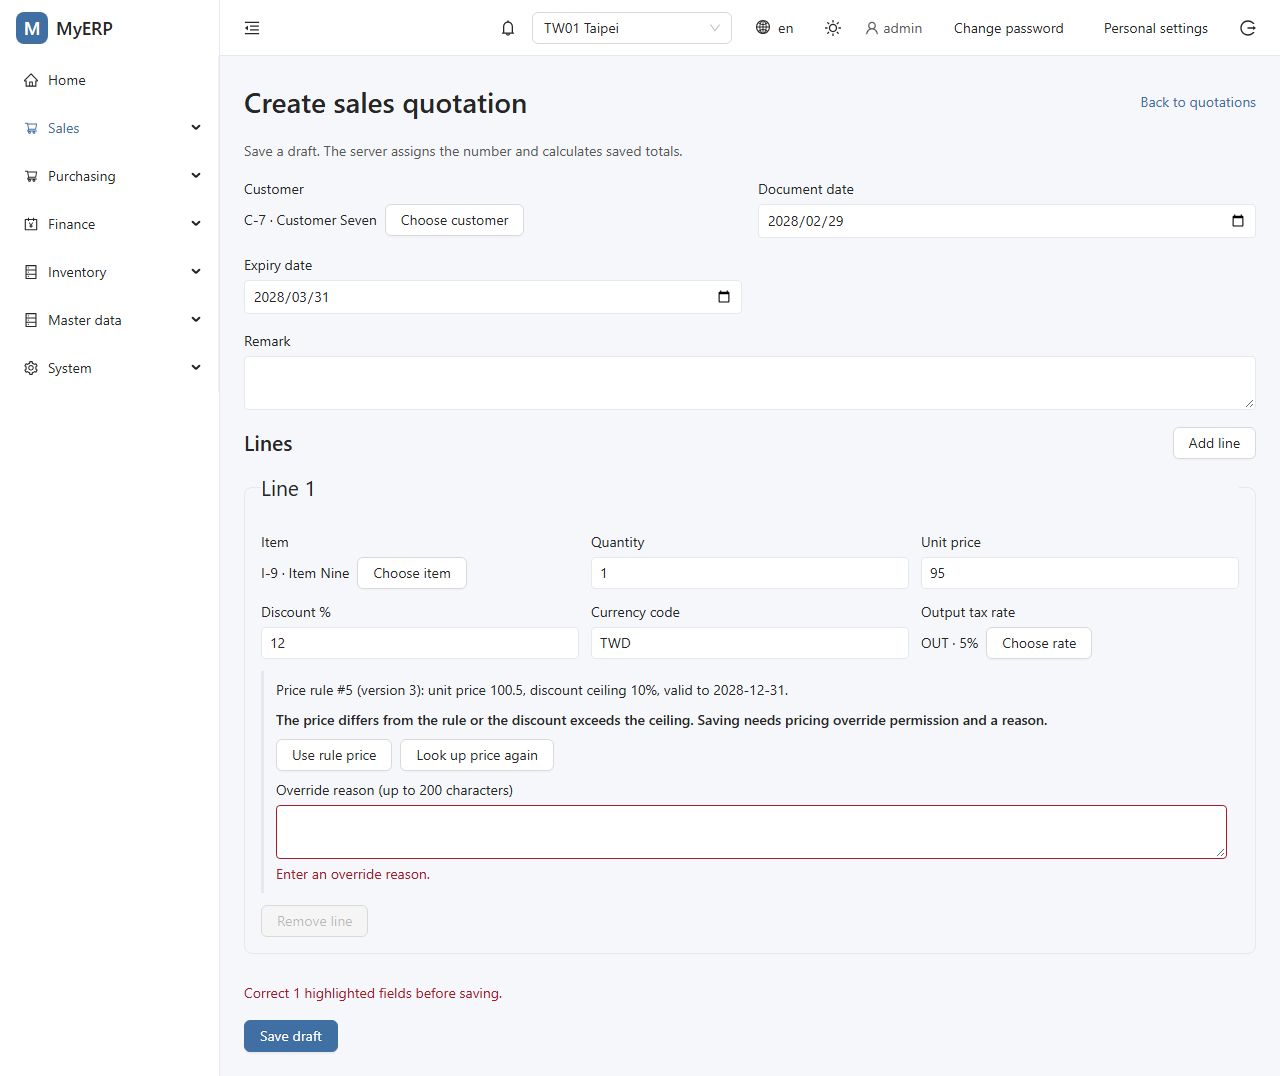 M MyERP
TW01 Taipei
en
admin
Change password
Personal settings
Home
Sales
Purchasing
Finance
Inventory
Master data
System
Create sales quotation
Back to quotations
Save a draft. The server assigns the number and calculates saved totals.
Customer
C-7 · Customer Seven
Choose customer
Document date
2028/02/29
Expiry date
2028/03/31
Remark
Lines
Add line
Line 1
Item
I-9 · Item Nine
Choose item
Quantity
1
Unit price
95
Discount %
12
Currency code
TWD
Output tax rate
OUT · 5%
Choose rate
Price rule #5 (version 3): unit price 100.5, discount ceiling 10%, valid to 2028-12-31.
The price differs from the rule or the discount exceeds the ceiling. Saving needs pricing override permission and a reason.
Use rule price
Look up price again
Override reason (up to 200 characters)
Enter an override reason.
Remove line
Correct 1 highlighted fields before saving.
Save draft